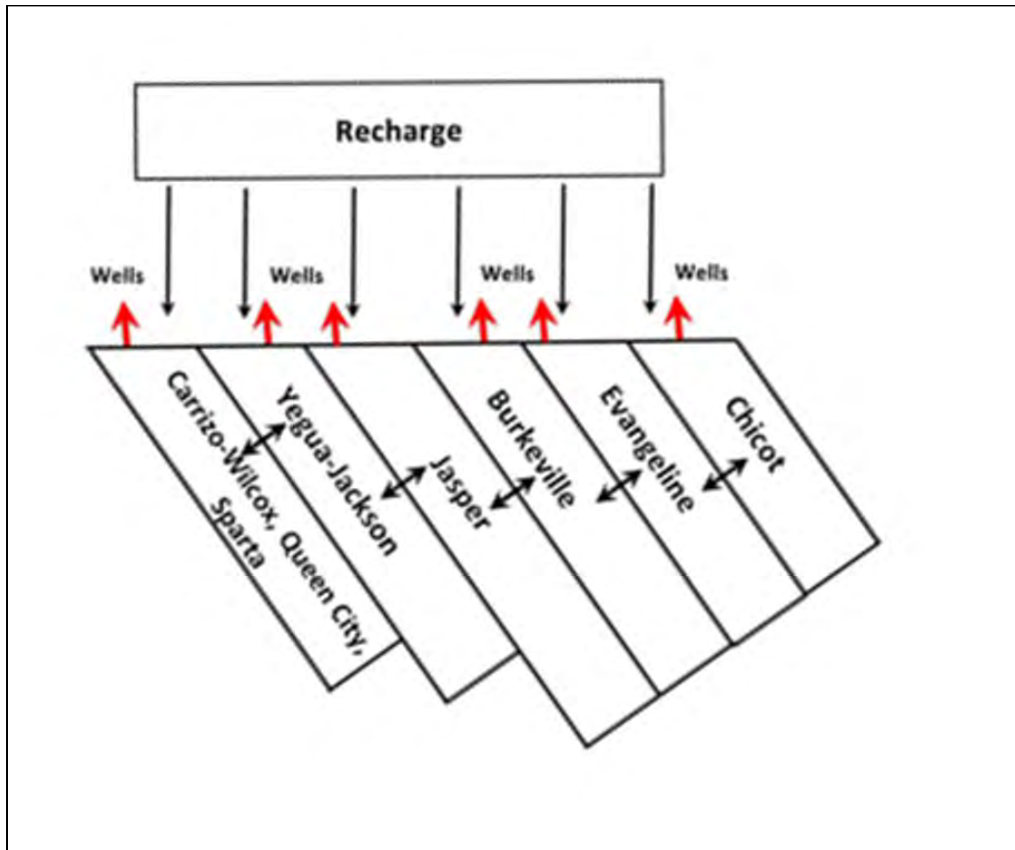 Recharge
Wells
Wells
Wells
Wells
Carrizo-Wilcox, Queen City,
Sparta
Yegua-Jackson
Jasper
Burkeville
Evangeline
Chicot